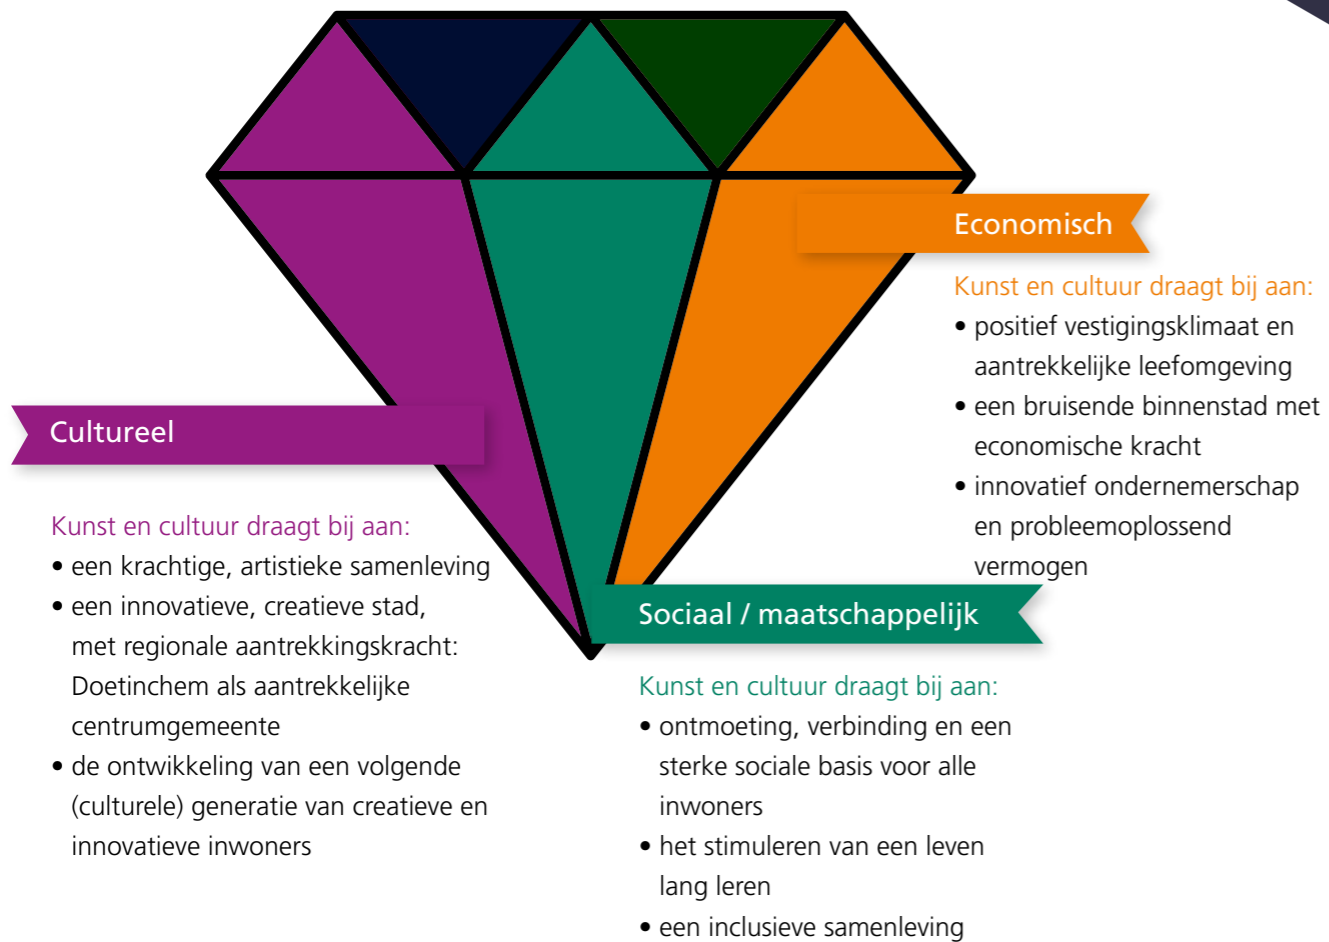 Economisch
Kunst en cultuur draagt bij aan:
• positief vestigingsklimaat en
aantrekkelijke leefomgeving
• een bruisende binnenstad met
economische kracht
• innovatief ondernemerschap
en probleemoplossend
vermogen
Cultureel
Kunst en cultuur draagt bij aan:
• een krachtige, artistieke samenleving
• een innovatieve, creatieve stad,
met regionale aantrekkingskracht:
Doetinchem als aantrekkelijke
centrumgemeente
• de ontwikkeling van een volgende
(culturele) generatie van creatieve en
innovatieve inwoners
Sociaal / maatschappelijk
Kunst en cultuur draagt bij aan:
• ontmoeting, verbinding en een
sterke sociale basis voor alle
inwoners
• het stimuleren van een leven
lang leren
• een inclusieve samenleving